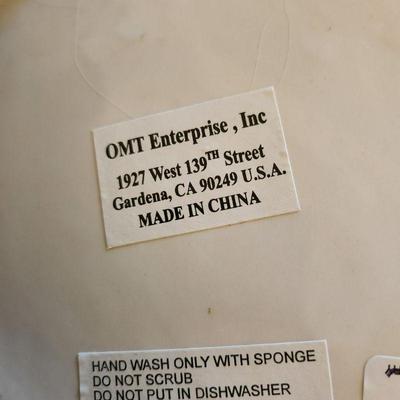 OMT Enterprise , Inc
1927 West 139TH Street
Gardena, CA 90249 U.S.A.
MADE IN CHINA
HAND WASH ONLY WITH SPONGE
DO NOT SCRUB
DO NOT PUT IN DISHWASHER